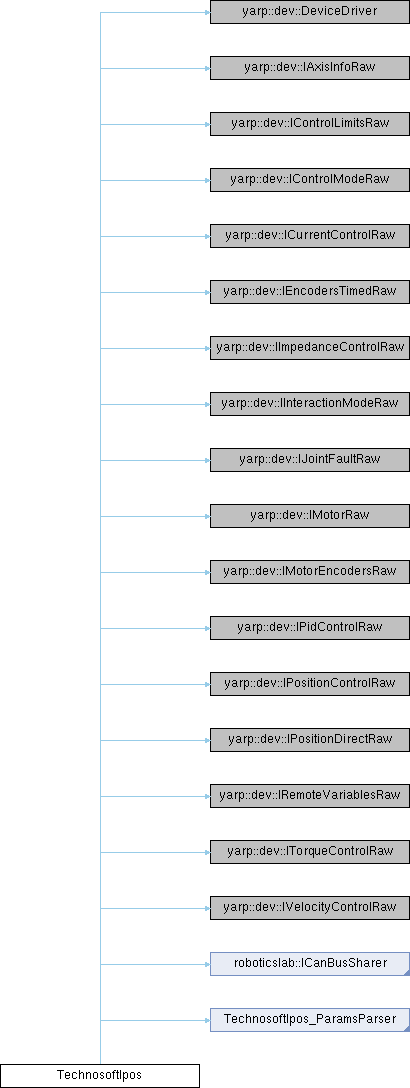 yarp::dev::DeviceDriver
yarp::dev::IAxisInfoRaw
yarp::dev::IControlLimitsRaw
yarp::dev::IControlModeRaw
yarp::dev::ICurrentControlRaw
yarp::dev::IEncodersTimedRaw
yarp::dev::IImpedanceControlRaw
yarp::dev::IInteractionModeRaw
yarp::dev::IJointFaultRaw
yarp::dev::IMotorRaw
yarp::dev::IMotorEncodersRaw
yarp::dev::IPidControlRaw
yarp::dev::IPositionControlRaw
yarp::dev::IPositionDirectRaw
yarp::dev::IRemoteVariablesRaw
yarp::dev::ITorqueControlRaw
yarp::dev::IVelocityControlRaw
roboticslab::ICanBusSharer
TechnosoftIpos_ParamsParser
TechnosoftIpos